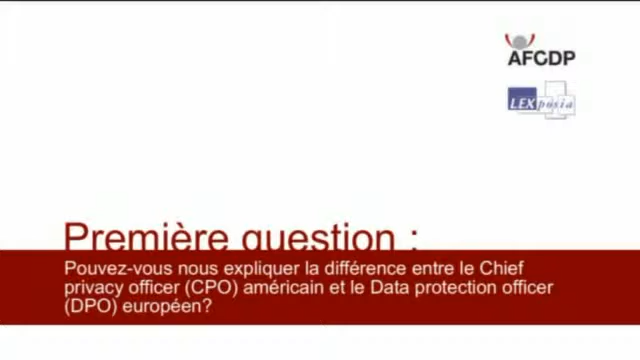 AFCDP
LEXposia
Première question :
Pouvez-vous nous expliquer la différence entre le Chief
privacy officer (CPO) américain et le Data protection officer
(DPO) européen?